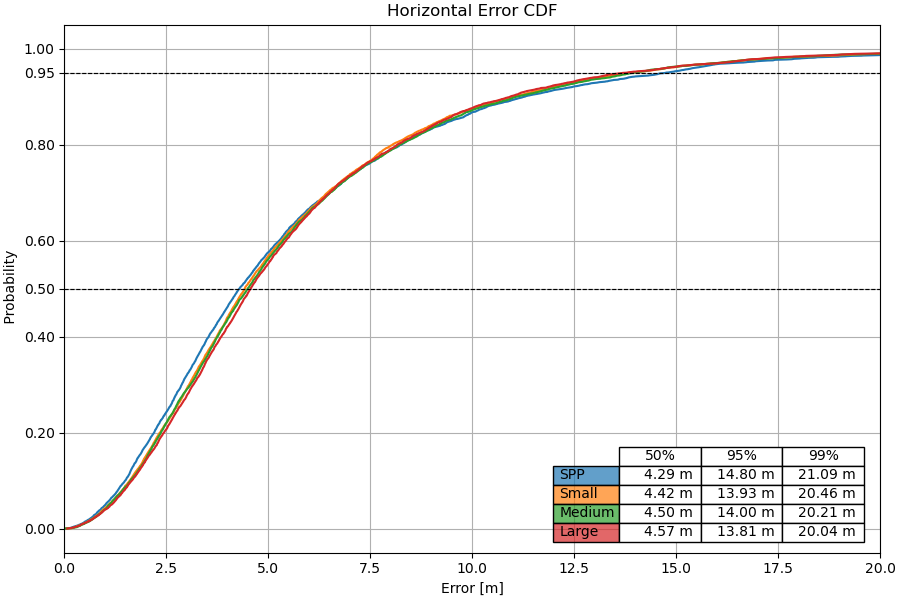 Horizontal Error CDF
1.00
0.95
0.80
0.60
0.50
0.40
0.20
0.00
Probability
50% 95% 99%
SPP 4.29 m 14.80 m 21.09 m
Small 4.42 m 13.93 m 20.46 m
Medium 4.50 m 14.00 m 20.21 m
Large 4.57 m 13.81 m 20.04 m
0.0 2.5 5.0 7.5 10.0 12.5 15.0 17.5 20.0
Error [m]